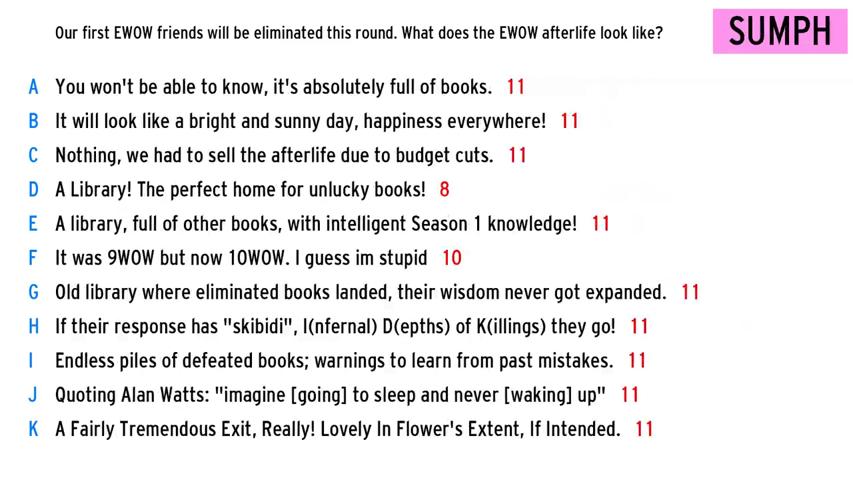 Our first EWOW friends will be eliminated this round. What does the EWOW afterlife look like?
SUMPH
A You won't be able to know, it's absolutely full of books. 11
B It will look like a bright and sunny day, happiness everywhere! 11
C Nothing, we had to sell the afterlife due to budget cuts. 11
D A Library! The perfect home for unlucky books! 8
E A library, full of other books, with intelligent Season 1 knowledge! 11
F It was 9WOW but now 10WOW. I guess im stupid 10
G Old library where eliminated books landed, their wisdom never got expanded. 11
H If their response has "skibidi", I(nfernal) D(epths) of K(illings) they go! 11
I Endless piles of defeated books; warnings to learn from past mistakes. 11
J Quoting Alan Watts: "imagine [going] to sleep and never [waking] up" 11
K A Fairly Tremendous Exit, Really! Lovely In Flower's Extent, If Intended. 11